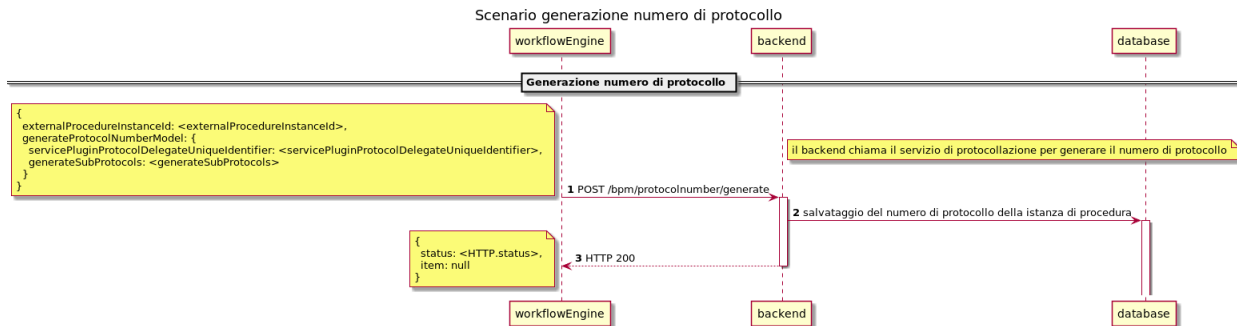 Scenario generazione numero di protocollo
workflowEngine
backend
database
Generazione numero di protocollo
{
externalProcedureInstanceId: <externalProcedureInstanceId>,
generateProtocolNumberModel: {
servicePluginProtocolDelegateUniqueIdentifier: <servicePluginProtocolDelegateUniqueIdentifier>,
generateSubProtocols: <generateSubProtocols>
}
}
il backend chiama il servizio di protocollazione per generare il numero di protocollo
1 POST /bpm/protocolnumber/generate
2 salvataggio del numero di protocollo della istanza di procedura
{
status: <HTTP.status>,
item: null
}
3 HTTP 200
workflowEngine
backend
database